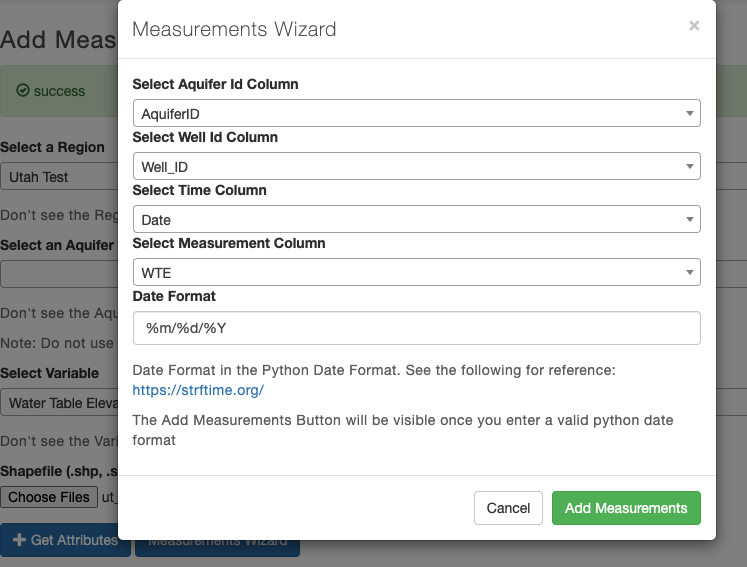 Measurements Wizard
×
Add Meas
success
Select a Region
Utah Test
Don't see the Reg
Select an Aquifer
Don't see the Aqu
Note: Do not use
Select Variable
Water Table Eleva
Don't see the Vari
Shapefile (.shp, .s
Choose Files ut_
Get Attributes
Measurements Wizard
Select Aquifer Id Column
AquiferID
Select Well Id Column
Well_ID
Select Time Column
Date
Select Measurement Column
WTE
Date Format
%m/%d/%Y
Date Format in the Python Date Format. See the following for reference:
https://strftime.org/
The Add Measurements Button will be visible once you enter a valid python date
format
Cancel
Add Measurements